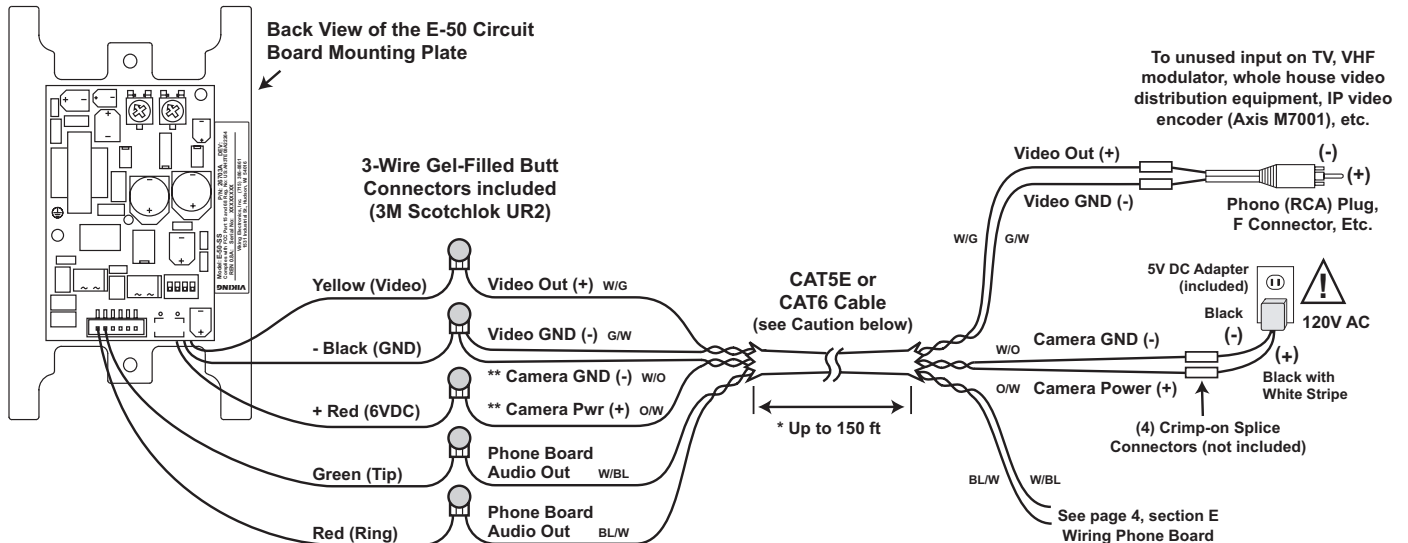 Back View of the E-50 Circuit
Board Mounting Plate
To unused input on TV, VHF
modulator, whole house video
distribution equipment, IP video
encoder (Axis M7001), etc.
3-Wire Gel-Filled Butt
Connectors included
(3M Scotchlok UR2)
Video Out (+)
(-)
(+)
Video GND (-)
Phono (RCA) Plug,
F Connector, Etc.
W/G
G/W
Model: E-50-SS
VIKING
Yellow (Video)
Video Out (+) W/G
CAT5E or
CAT6 Cable
(see Caution below)
5V DC Adapter
(included)
Black
(-)
120V AC
(+)
Black with
White Stripe
- Black (GND)
Video GND (-) G/W
** Camera GND (-) W/O
W/O
Camera GND (-)
+ Red (6VDC)
** Camera Pwr (+) O/W
O/W
Camera Power (+)
* Up to 150 ft
(4) Crimp-on Splice
Connectors (not included)
Green (Tip)
Phone Board
Audio Out W/BL
BL/W
W/BL
Red (Ring)
Phone Board
Audio Out BL/W
See page 4, section E
Wiring Phone Board